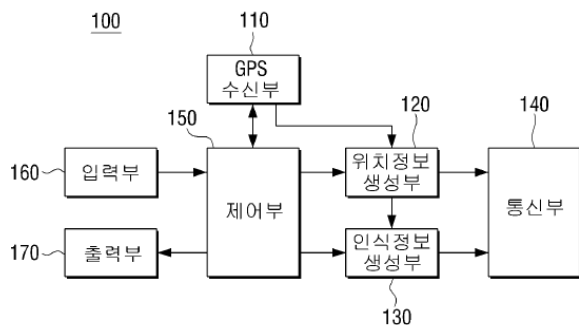 100
110
GPS
수신부
150
120
140
160
입력부
제어부
위치정보
생성부
통신부
170
출력부
인식정보
생성부
130